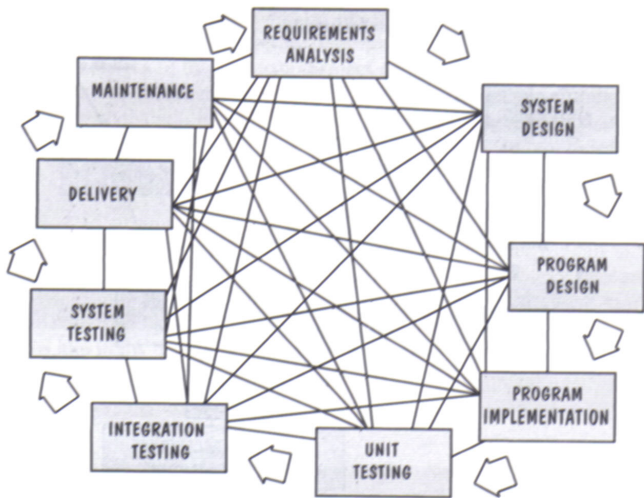 REQUIREMENTS
ANALYSIS
SYSTEM
DESIGN
PROGRAM
DESIGN
PROGRAM
IMPLEMENTATION
UNIT
TESTING
INTEGRATION
TESTING
SYSTEM
TESTING
DELIVERY
MAINTENANCE